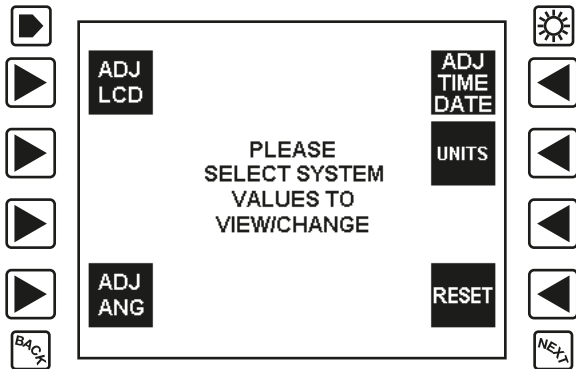 ADJ
LCD
ADJ
TIME
DATE
UNITS
PLEASE
SELECT SYSTEM
VALUES TO
VIEW/CHANGE
ADJ
ANG
RESET
BACK
NEXT